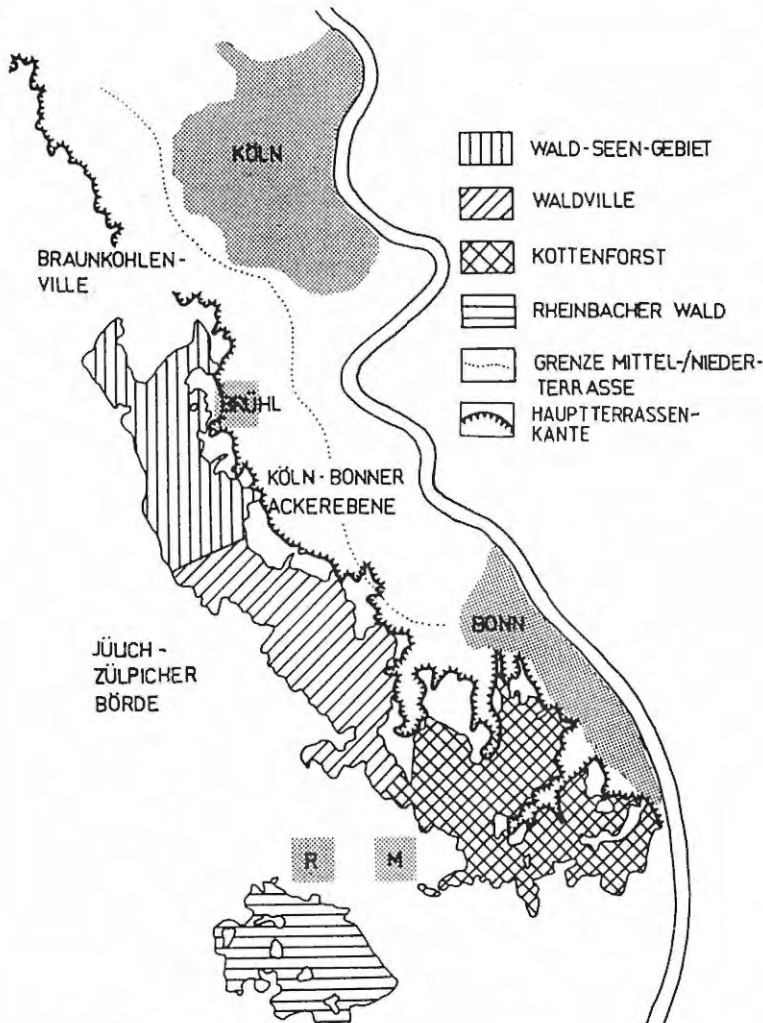 KÖLN
BRAUNKOHLEN-
VILLE
BRÜHL
KÖLN-BONNER
ACKEREBENE
BONN
JÜLICH-
ZÜLPICHER
BÖRDE
R
M
WALD-SEEN-GEBIET
WALDVILLE
KOTTENFORST
RHEINBACHER WALD
GRENZE MITTEL-/NIEDER-
TERRASSE
HAUPTTERRASSEN-
KANTE